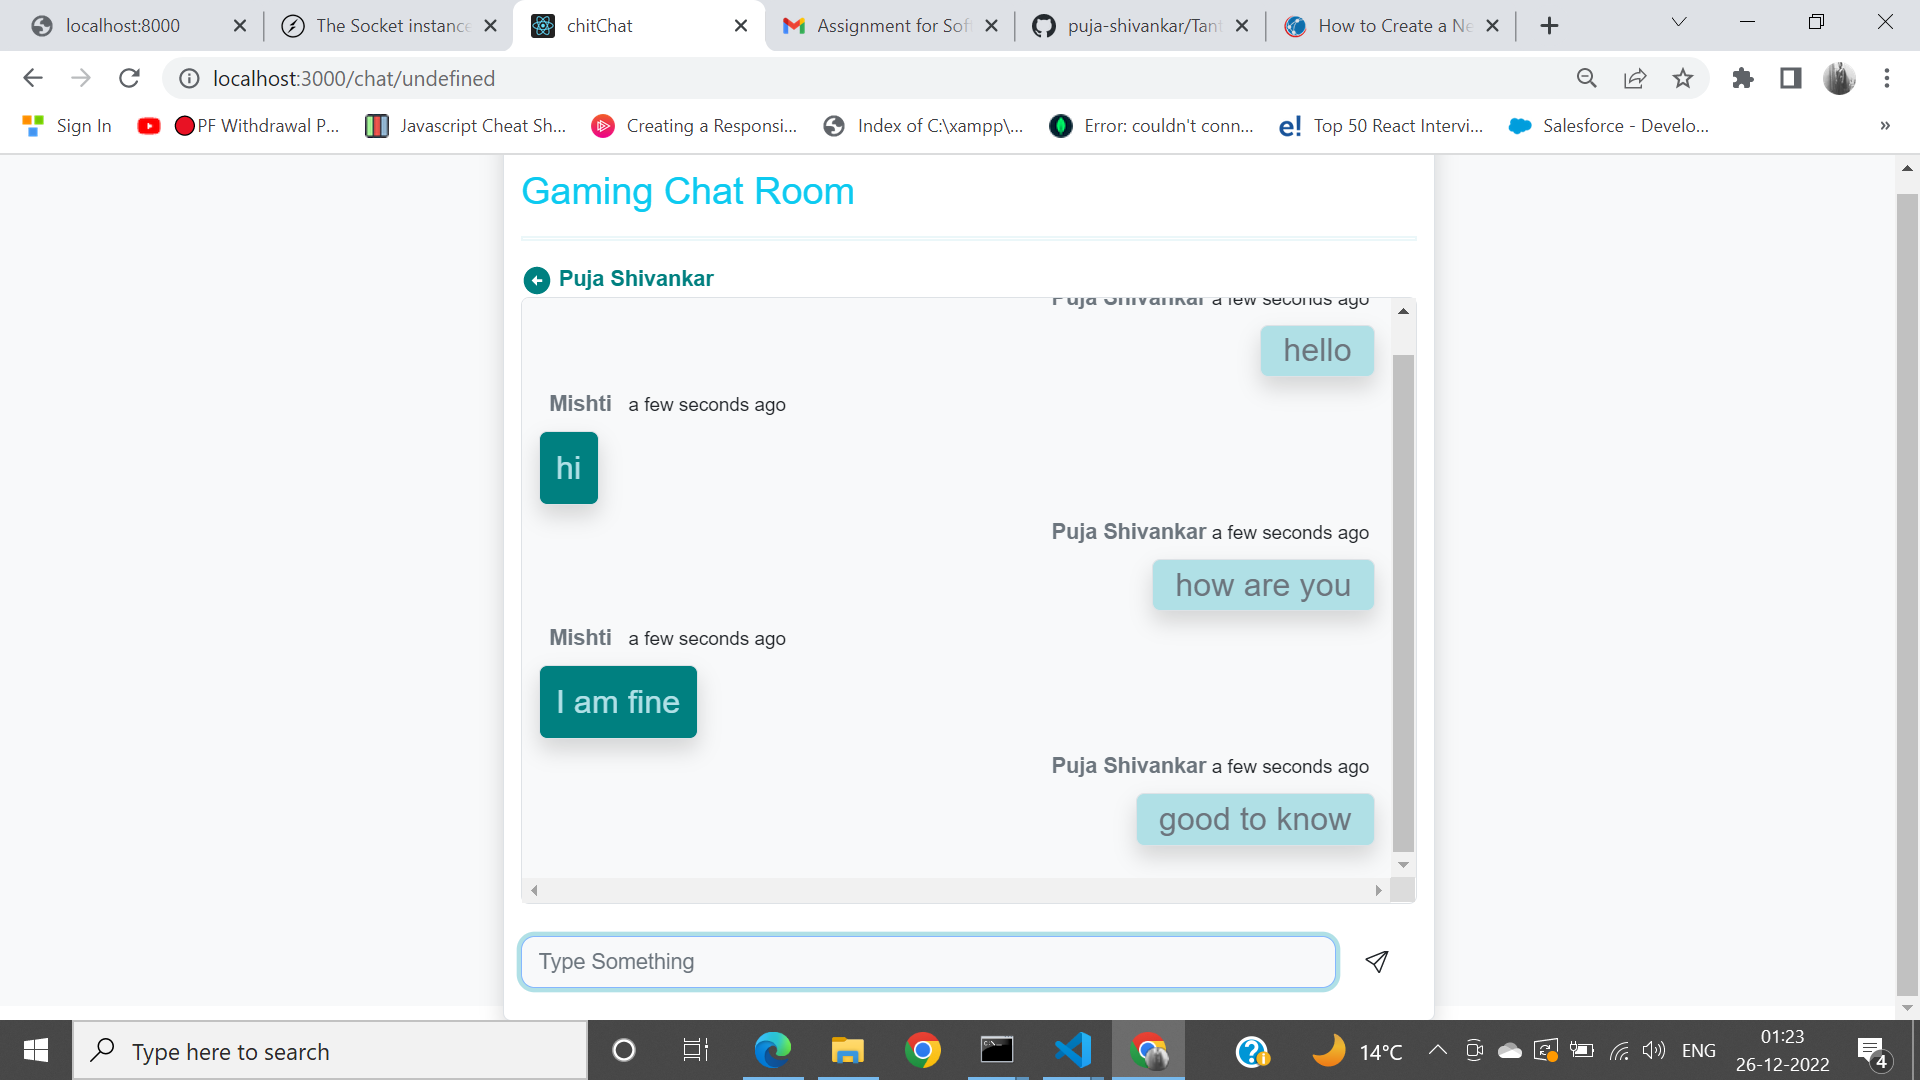 localhost:8000
The Socket instance
chitChat
Assignment for Sof
puja-shivankar/Tant
How to Create a Ne
localhost:3000/chat/undefined
Sign In
PF Withdrawal P...
Javascript Cheat Sh...
Creating a Responsi...
Index of C:\xampp\...
Error: couldn't conn...
e!
Top 50 React Intervi...
Salesforce - Develo...
»
Gaming Chat Room
Puja Shivankar
Puja Shivankar a few seconds ago
hello
Mishti a few seconds ago
hi
Puja Shivankar a few seconds ago
how are you
Mishti a few seconds ago
I am fine
Puja Shivankar a few seconds ago
good to know
Type Something
Type here to search
14°C
ENG
01:23
26-12-2022
4